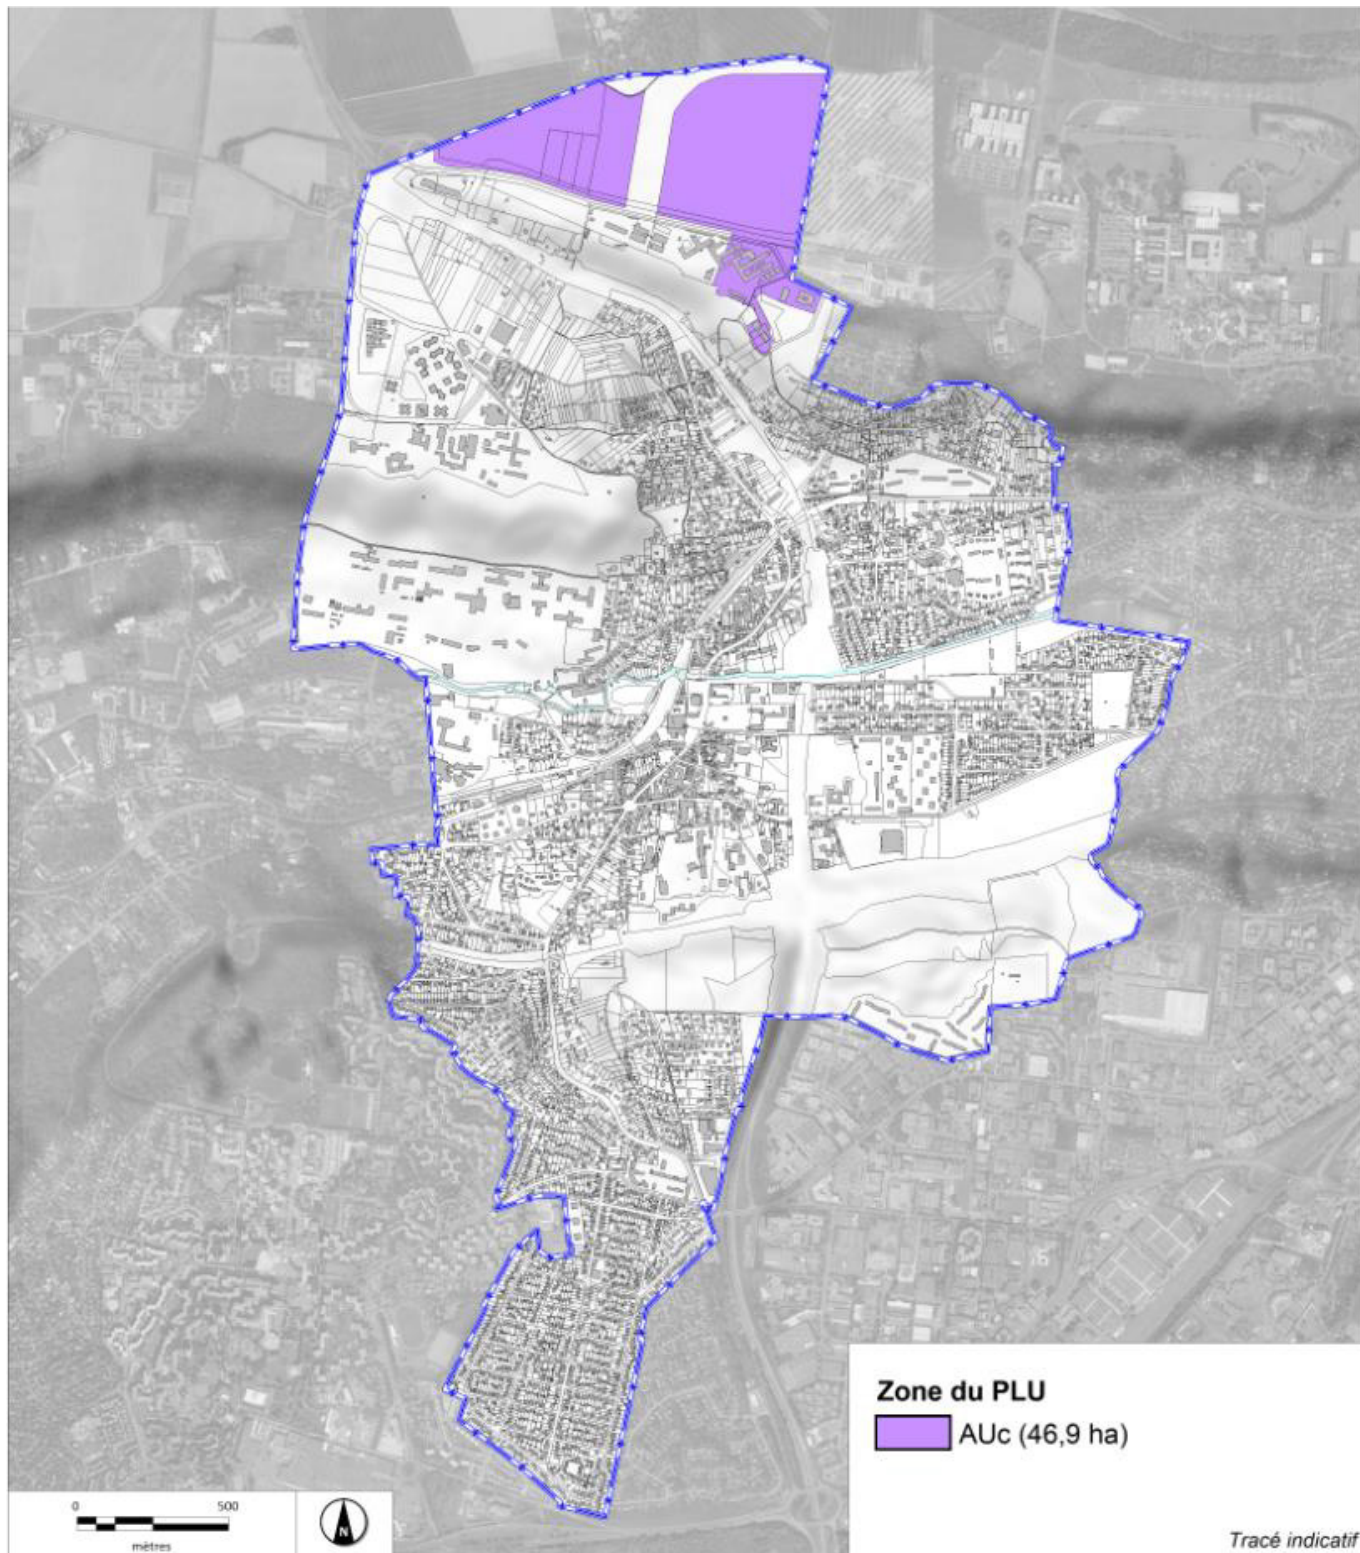 Zone du PLU
AUc (46,9 ha)
0 500
mètres
N
Tracé indicatif